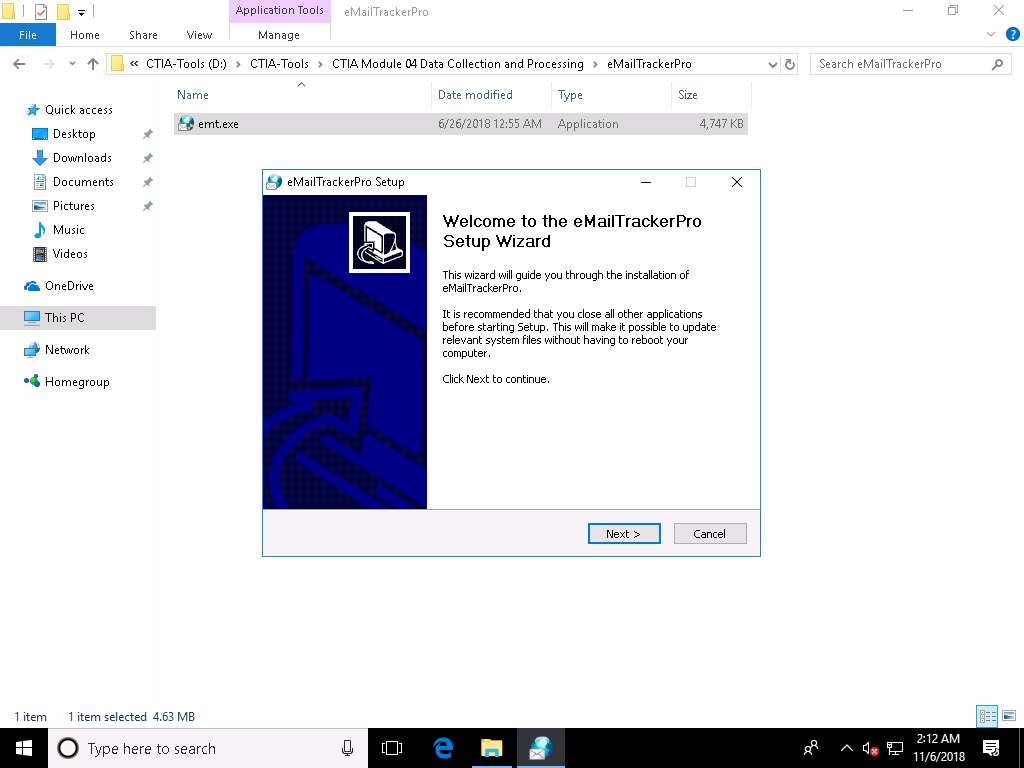 Application Tools
eMailTrackerPro
File
Home
Share
View
Manage
?
« CTIA-Tools (D:) > CTIA-Tools > CTIA Module 04 Data Collection and Processing > eMailTrackerPro
Search eMailTrackerPro
Name
Date modified
Type
Size
Quick access
Desktop
Downloads
Documents
Pictures
Music
Videos
OneDrive
This PC
Network
Homegroup
emt.exe
6/26/2018 12:55 AM
Application
4,747 KB
eMailTrackerPro Setup
Welcome to the eMailTrackerPro
Setup Wizard
This wizard will guide you through the installation of
eMailTrackerPro.
It is recommended that you close all other applications
before starting Setup. This will make it possible to update
relevant system files without having to reboot your
computer.
Click Next to continue.
Next >
Cancel
1 item
1 item selected 4.63 MB
Type here to search
2:12 AM
11/6/2018